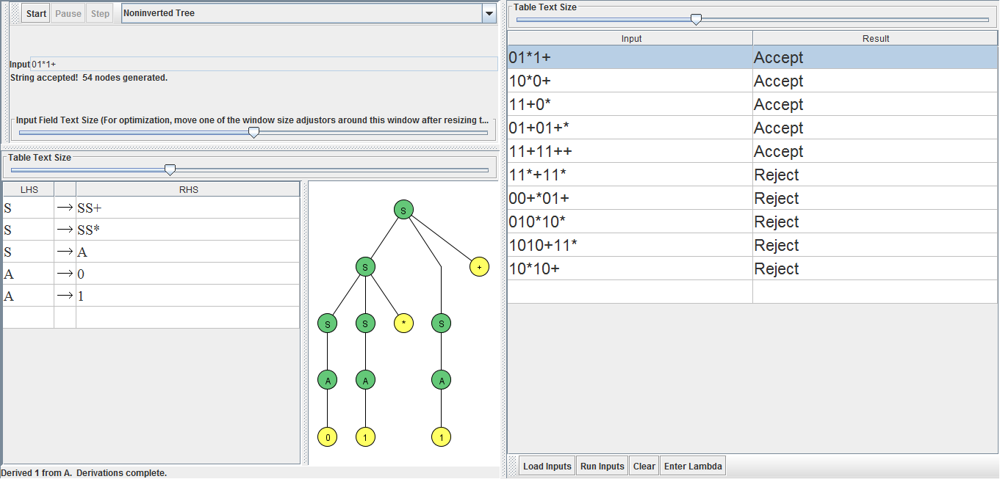 Start Pause Step Noninverted Tree
Input 01*1+
String accepted! 54 nodes generated.
Input Field Text Size (For optimization, move one of the window size adjustors around this window after resizing t...
Table Text Size
LHS RHS
S → SS+
S → SS*
S → A
A → 0
A → 1
S
S +
S S * S
A A A
0 1 1
Derived 1 from A. Derivations complete.
Table Text Size
Input Result
01*1+ Accept
10*0+ Accept
11+0* Accept
01+01+* Accept
11+11++ Accept
11*+11* Reject
00+*01+ Reject
010*10* Reject
1010+11* Reject
10*10+ Reject
Load Inputs Run Inputs Clear Enter Lambda